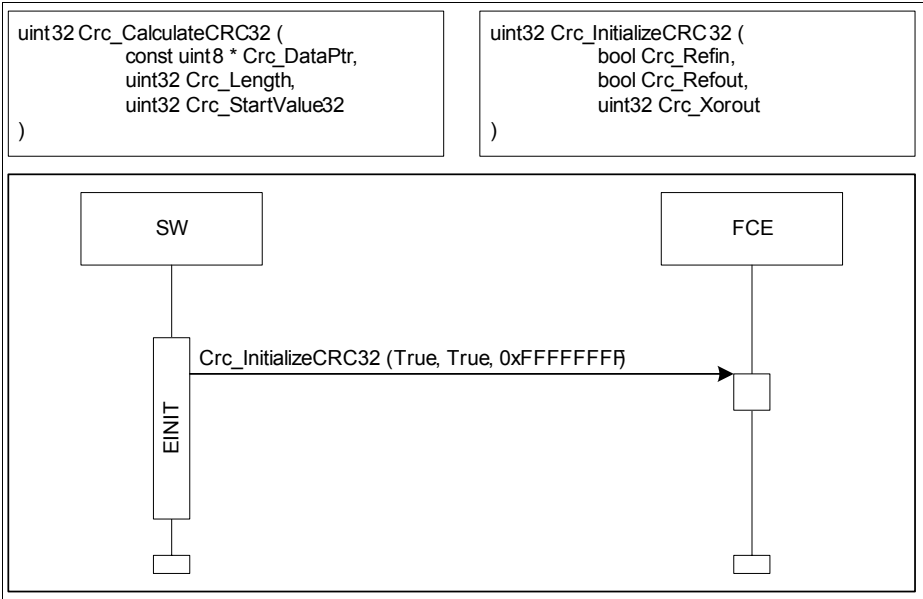 uint32 Crc_CalculateCRC32 (
const uint8 * Crc_DataPtr,
uint32 Crc_Length,
uint32 Crc_StartValue32
)
uint32 Crc_InitializeCRC32 (
bool Crc_Refin,
bool Crc_Refout,
uint32 Crc_Xorout
)
SW
FCE
Crc_InitializeCRC32 (True, True, 0xFFFFFFFF)
EINIT